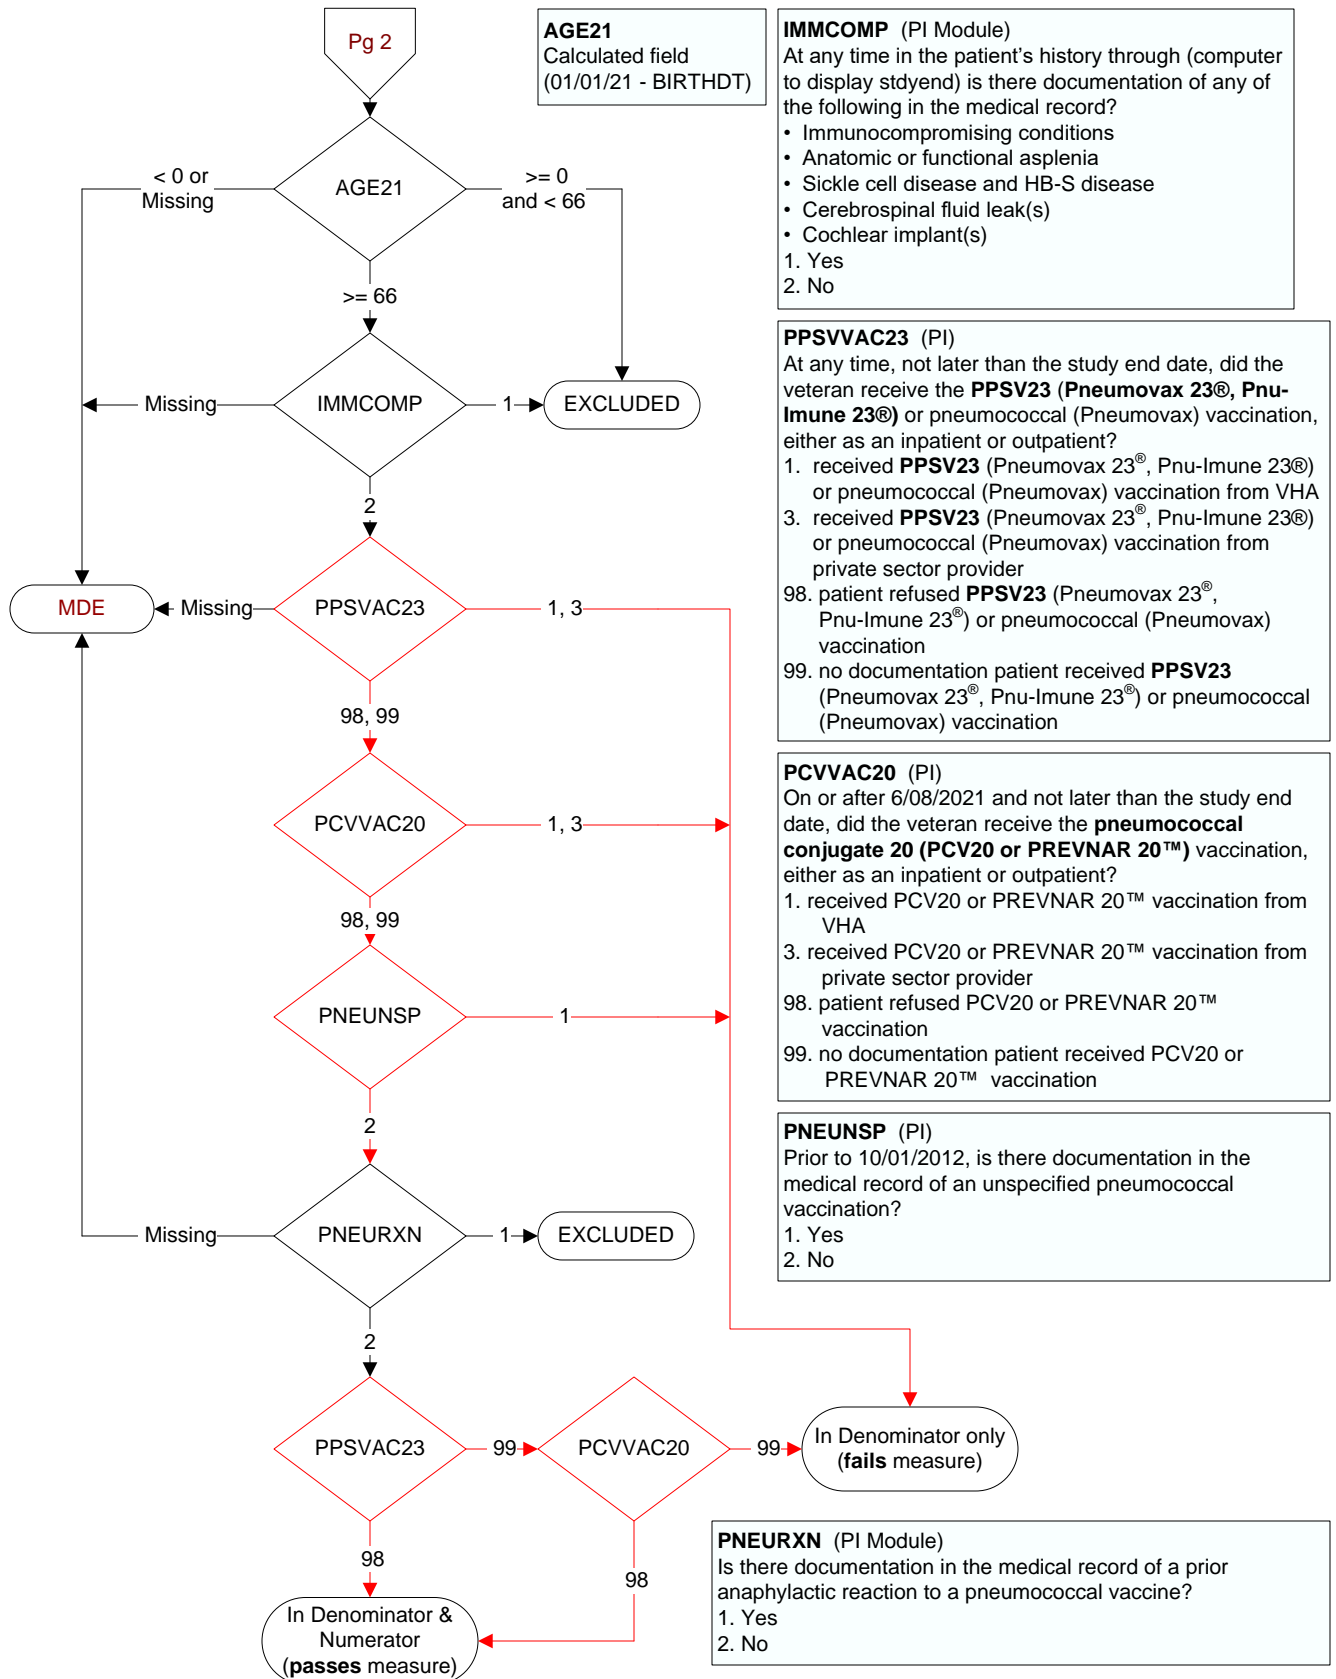 Pg 2
AGE21
Calculated field
(01/01/21 - BIRTHDT)
IMMCOMP (PI Module)
At any time in the patient’s history through (computer
to display stdyend) is there documentation of any of
the following in the medical record?
• Immunocompromising conditions
• Anatomic or functional asplenia
• Sickle cell disease and HB-S disease
• Cerebrospinal fluid leak(s)
• Cochlear implant(s)
1. Yes
2. No
< 0 or
Missing
AGE21
>= 0
and < 66
>= 66
Missing
IMMCOMP
1
EXCLUDED
2
PPSVVAC23 (PI)
At any time, not later than the study end date, did the
veteran receive the PPSV23 (Pneumovax 23®, Pnu-
Imune 23®) or pneumococcal (Pneumovax) vaccination,
either as an inpatient or outpatient?
1. received PPSV23 (Pneumovax 23®, Pnu-Imune 23®)
or pneumococcal (Pneumovax) vaccination from VHA
3. received PPSV23 (Pneumovax 23®, Pnu-Imune 23®)
or pneumococcal (Pneumovax) vaccination from
private sector provider
98. patient refused PPSV23 (Pneumovax 23®,
Pnu-Imune 23®) or pneumococcal (Pneumovax)
vaccination
99. no documentation patient received PPSV23
(Pneumovax 23®, Pnu-Imune 23®) or pneumococcal
(Pneumovax) vaccination
MDE
Missing
PPSVAC23
1, 3
98, 99
PCVVAC20
1, 3
98, 99
PCVVAC20 (PI)
On or after 6/08/2021 and not later than the study end
date, did the veteran receive the pneumococcal
conjugate 20 (PCV20 or PREVNAR 20™) vaccination,
either as an inpatient or outpatient?
1. received PCV20 or PREVNAR 20™ vaccination from
VHA
3. received PCV20 or PREVNAR 20™ vaccination from
private sector provider
98. patient refused PCV20 or PREVNAR 20™
vaccination
99. no documentation patient received PCV20 or
PREVNAR 20™ vaccination
PNEUNSP
1
2
PNEUNSP (PI)
Prior to 10/01/2012, is there documentation in the
medical record of an unspecified pneumococcal
vaccination?
1. Yes
2. No
Missing
PNEURXN
1
EXCLUDED
2
PPSVAC23
99
PCVVAC20
99
In Denominator only
(fails measure)
98
98
In Denominator &
Numerator
(passes measure)
PNEURXN (PI Module)
Is there documentation in the medical record of a prior
anaphylactic reaction to a pneumococcal vaccine?
1. Yes
2. No